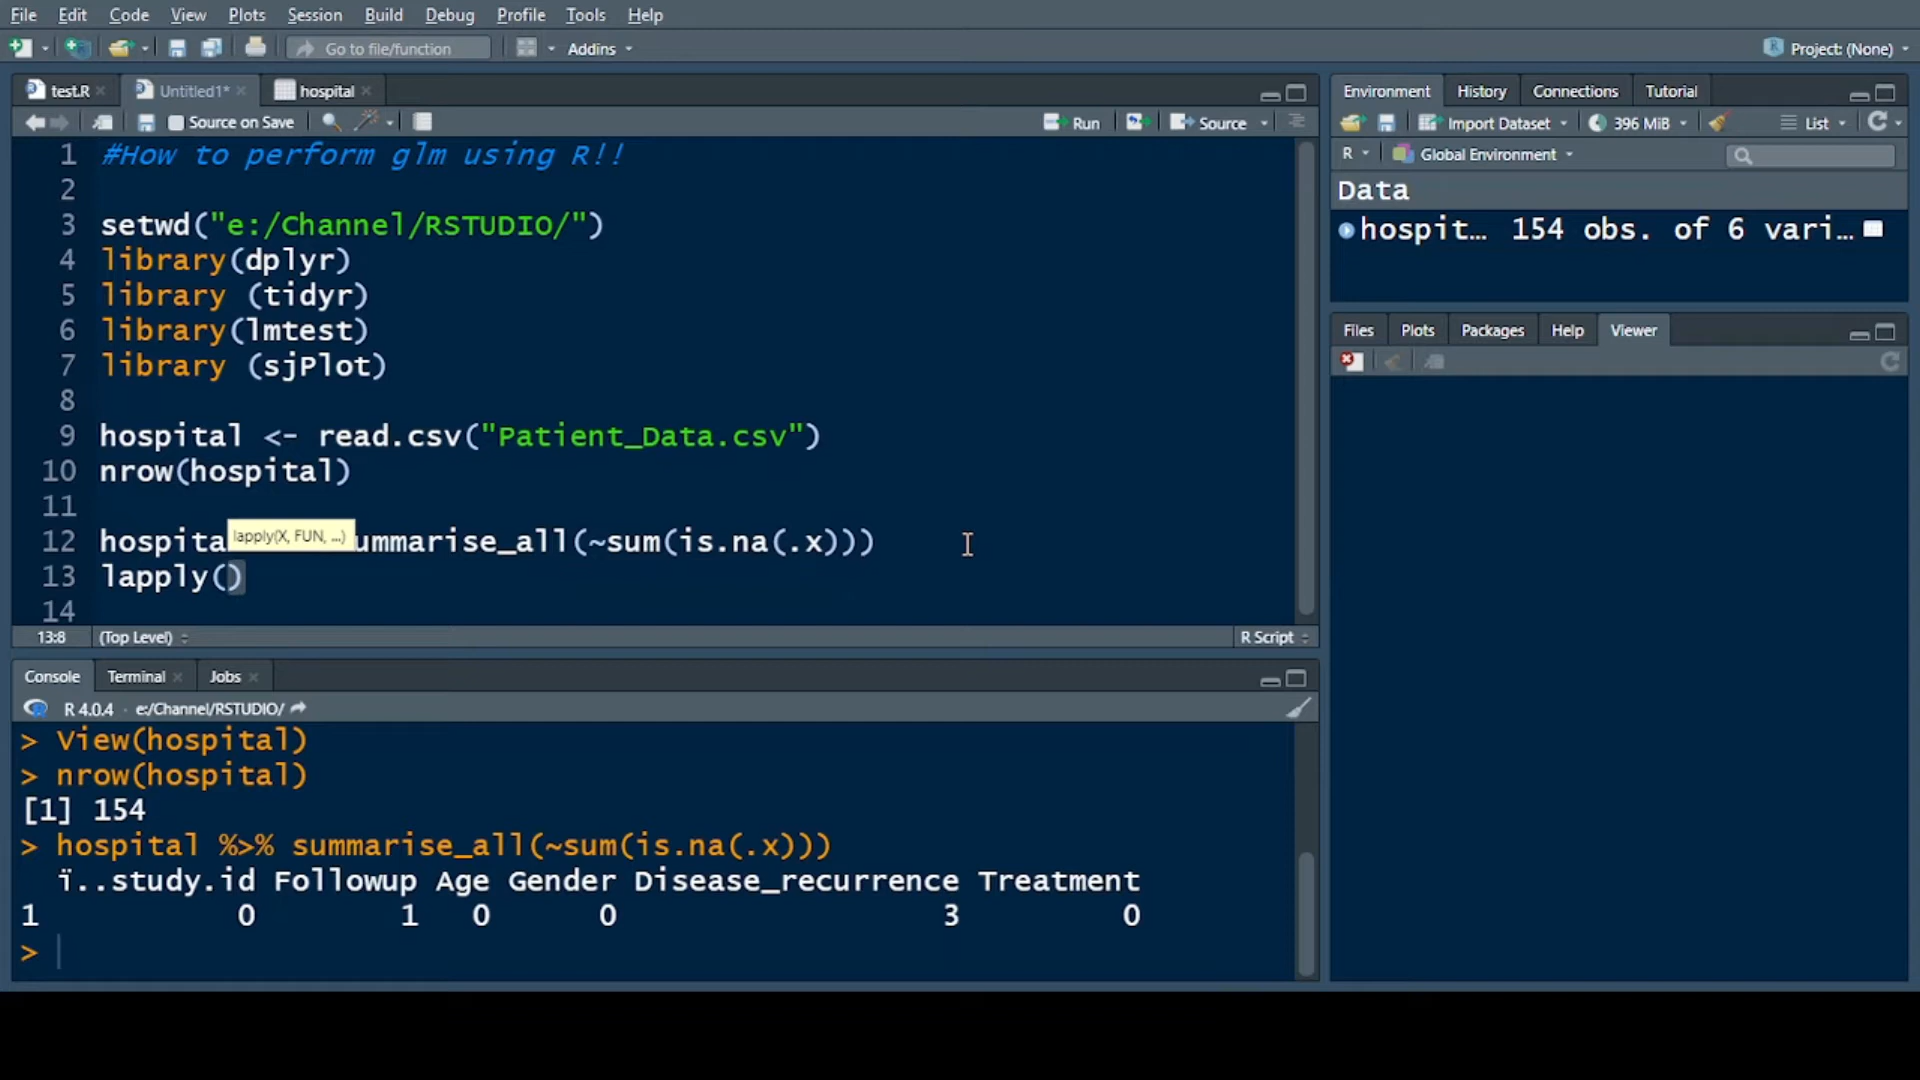 File Edit Code View Plots Session Build Debug Profile Tools Help
Go to file/function Addins Project: (None)
test.R Untitled1* hospital
Source on Save Run Source
1 #How to perform glm using R!!
2
3 setwd("e:/Channel/RSTUDIO/")
4 library(dplyr)
5 library (tidyr)
6 library(lmtest)
7 library (sjPlot)
8
9 hospital <- read.csv("Patient_Data.csv")
10 nrow(hospital)
11
12 hospita ummarise_all(~sum(is.na(.x)))
lapply(X, FUN, ...)
13 lapply()
14
13:8 (Top Level) R Script
Console Terminal Jobs
R 4.0.4 · e:/Channel/RSTUDIO/
> View(hospital)
> nrow(hospital)
[1] 154
> hospital %>% summarise_all(~sum(is.na(.x)))
ï..study.id Followup Age Gender Disease_recurrence Treatment
1 0 1 0 0 3 0
>
Environment History Connections Tutorial
Import Dataset 396 MiB List
R Global Environment
Data
hospit... 154 obs. of 6 vari...
Files Plots Packages Help Viewer